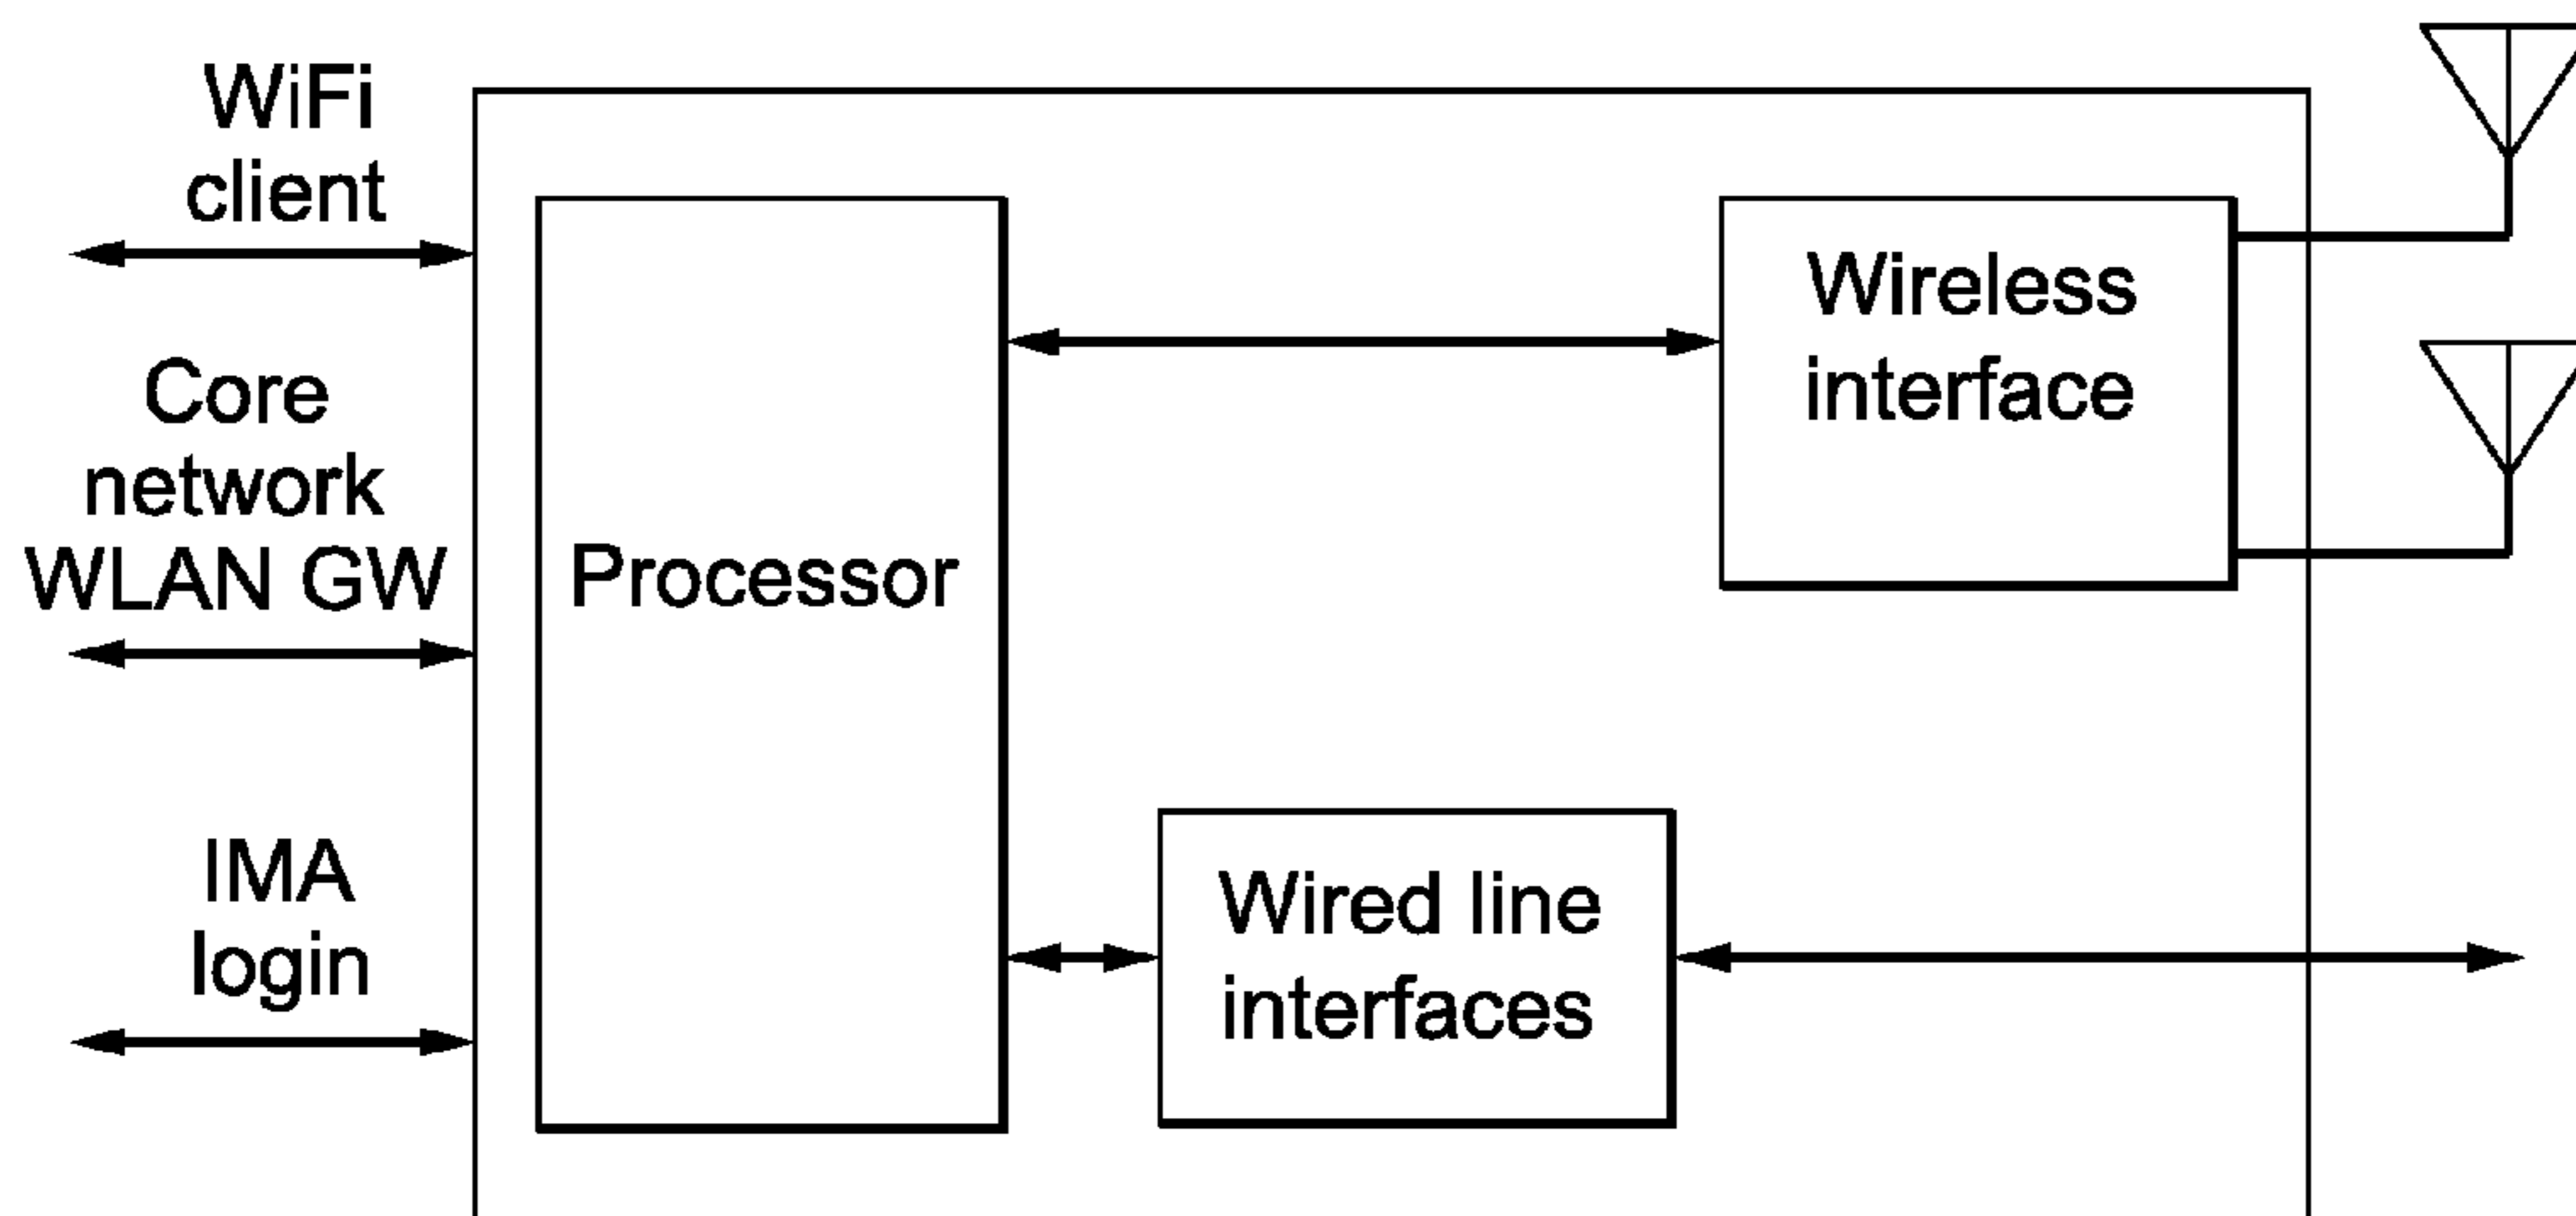 WiFi
client
Core
network
WLAN GW
IMA
login
Processor
Wireless
interface
Wired line
interfaces